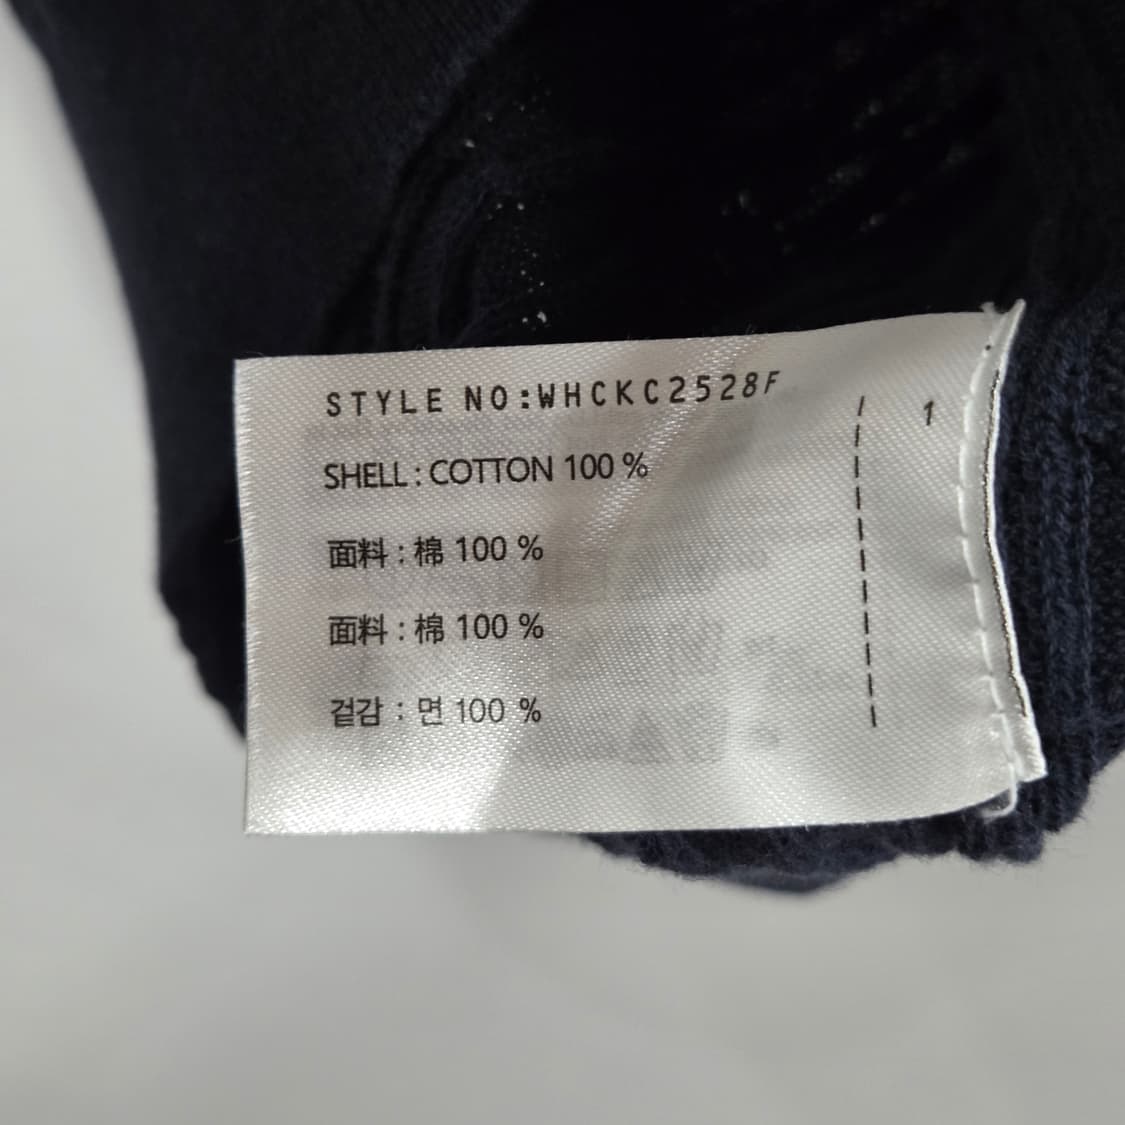 STYLE NO:WHCKC2528F
1
SHELL : COTTON 100 %
面料 : 棉 100 %
面料 : 棉 100 %
겉감 : 면 100 %